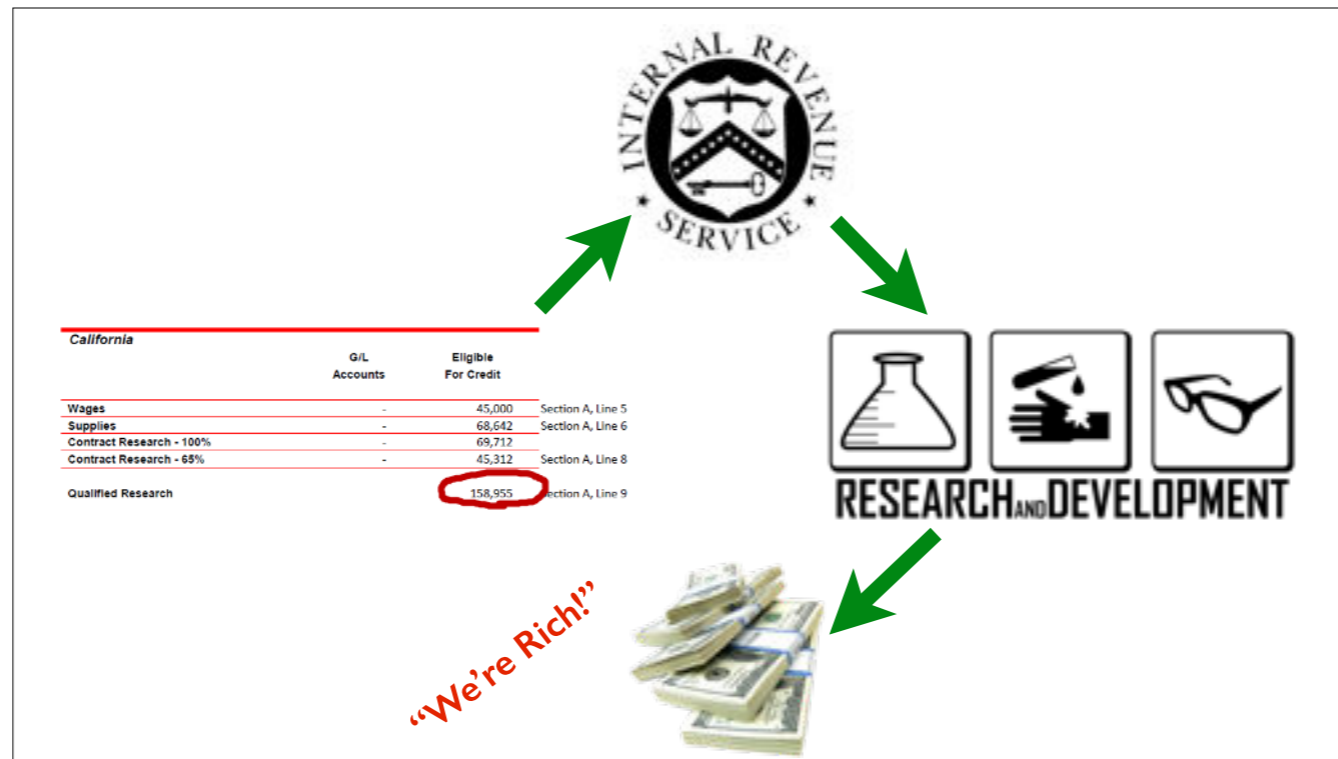 INTERNAL REVENUE
SERVICE
California
G/L Eligible
Accounts For Credit
Wages - 45,000 Section A, Line 5
Supplies - 68,642 Section A, Line 6
Contract Research - 100% - 69,712
Contract Research - 65% - 45,312 Section A, Line 8
Qualified Research 158,955 Section A, Line 9
RESEARCH AND DEVELOPMENT
“We’re Rich!”